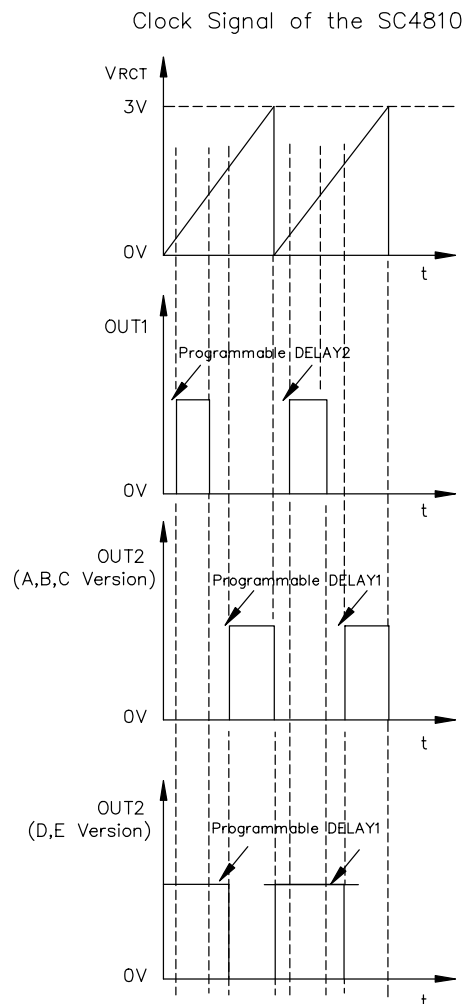 Clock Signal of the SC4810
VRCT
3V
0V
t
OUT1
Programmable DELAY2
0V
t
OUT2
(A,B,C Version)
Programmable DELAY1
0V
t
OUT2
(D,E Version)
Programmable DELAY1
0V
t